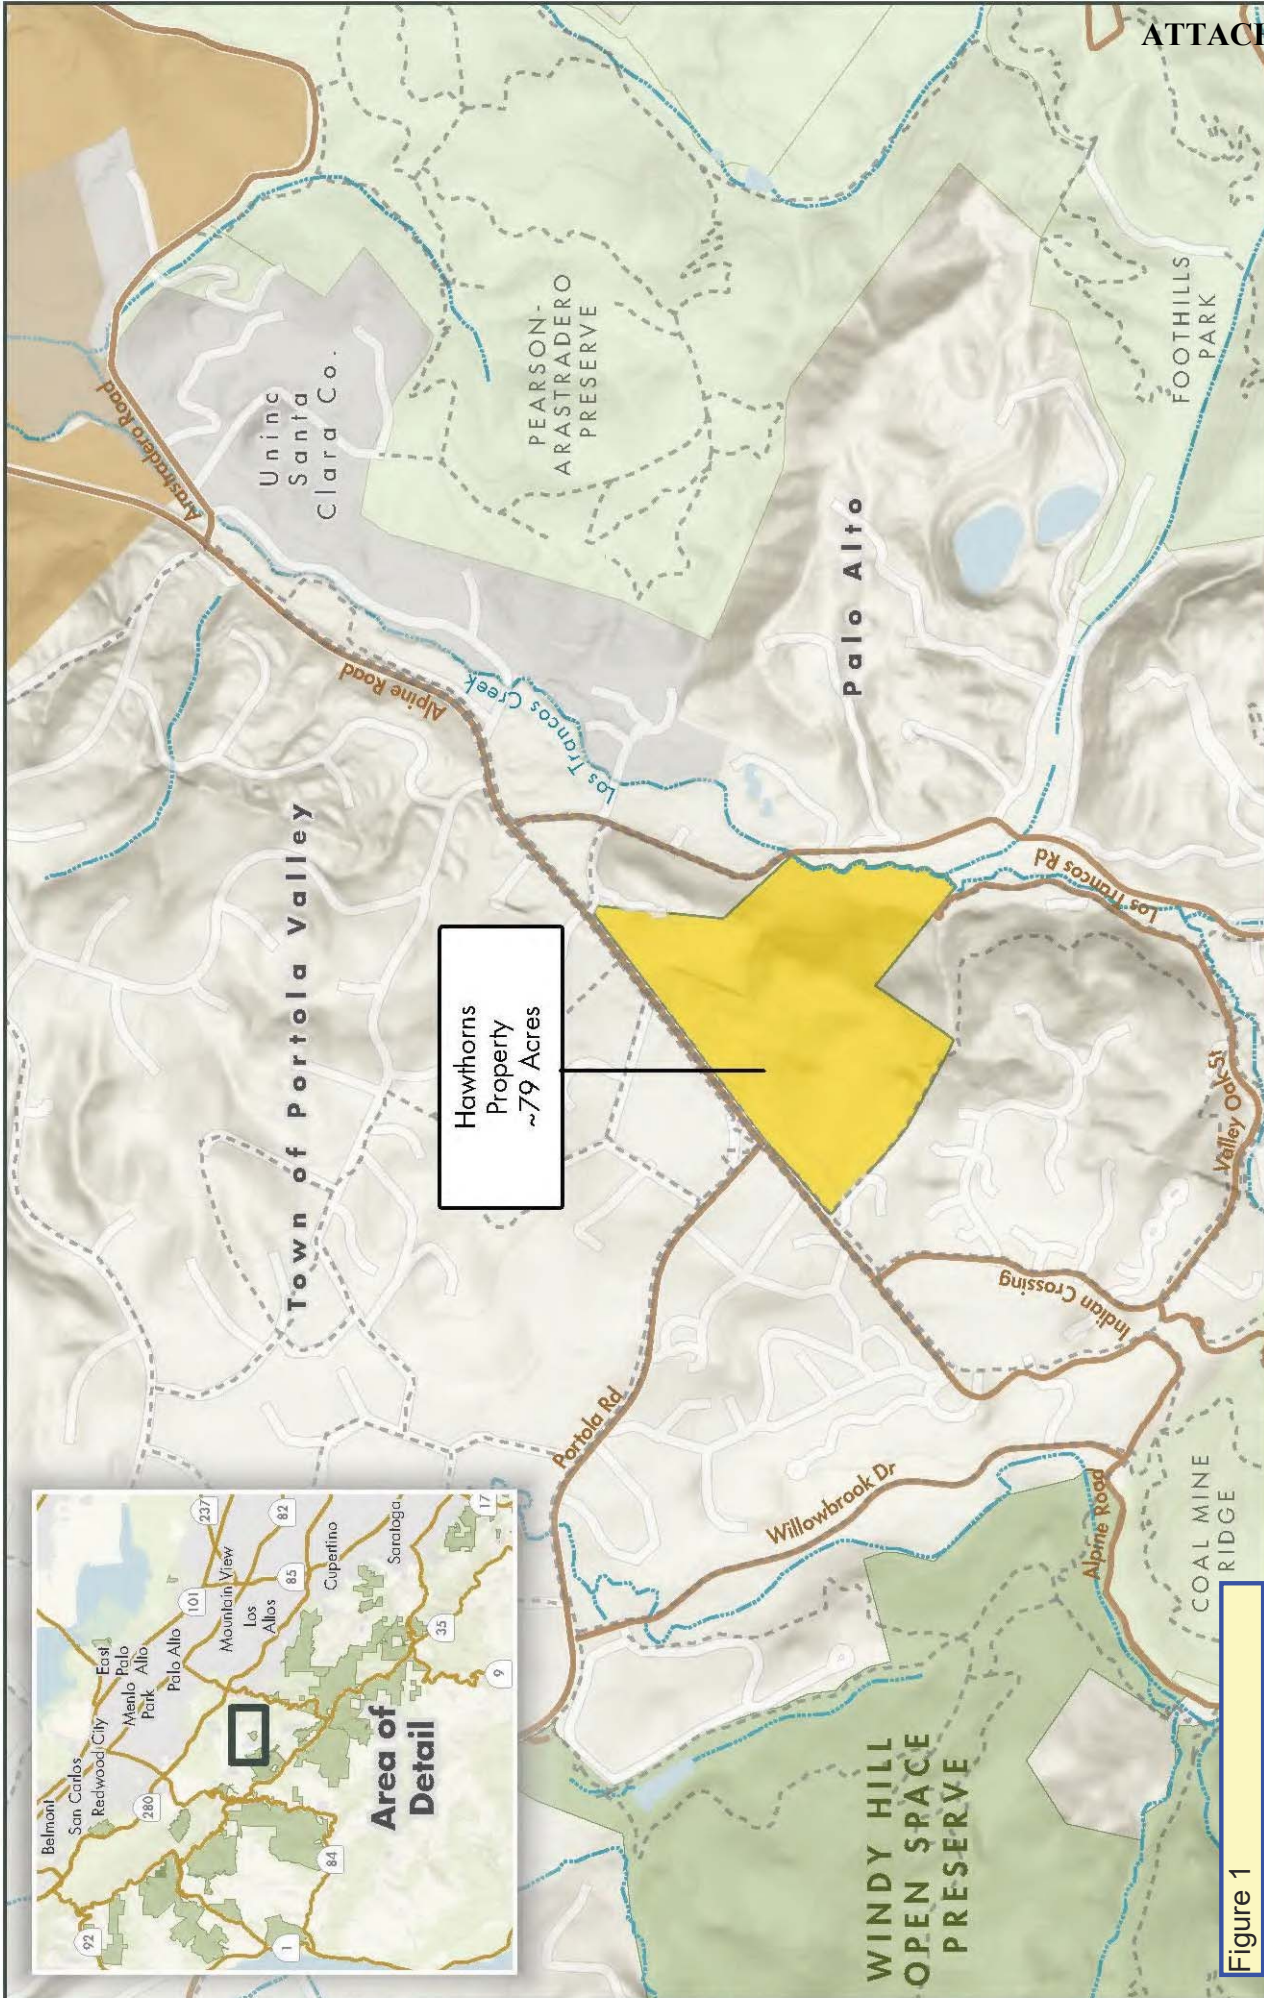 ATTACH
Town of Portola Valley
Hawthorns
Property
~79 Acres
Uninc
Santa
Clara Co.
PEARSON-
ARASTRADERO
PRESERVE
Palo Alto
FOOTHILLS
PARK
Arastradero Road
Alpine Road
Los Trancos Creek
Los Trancos Rd
Valley Oak St
Indian Crossing
Portola Rd
Willowbrook Dr
Alpine Road
COAL MINE
RIDGE
WINDY HILL
OPEN SPACE
PRESERVE
Belmont
San Carlos
Redwood City
East
Palo
Alto
Menlo
Park
Palo Alto
Mountain View
Los
Altos
Cupertino
Saratoga
92
280
101
237
82
85
84
35
17
9
1
Area of
Detail
Figure 1